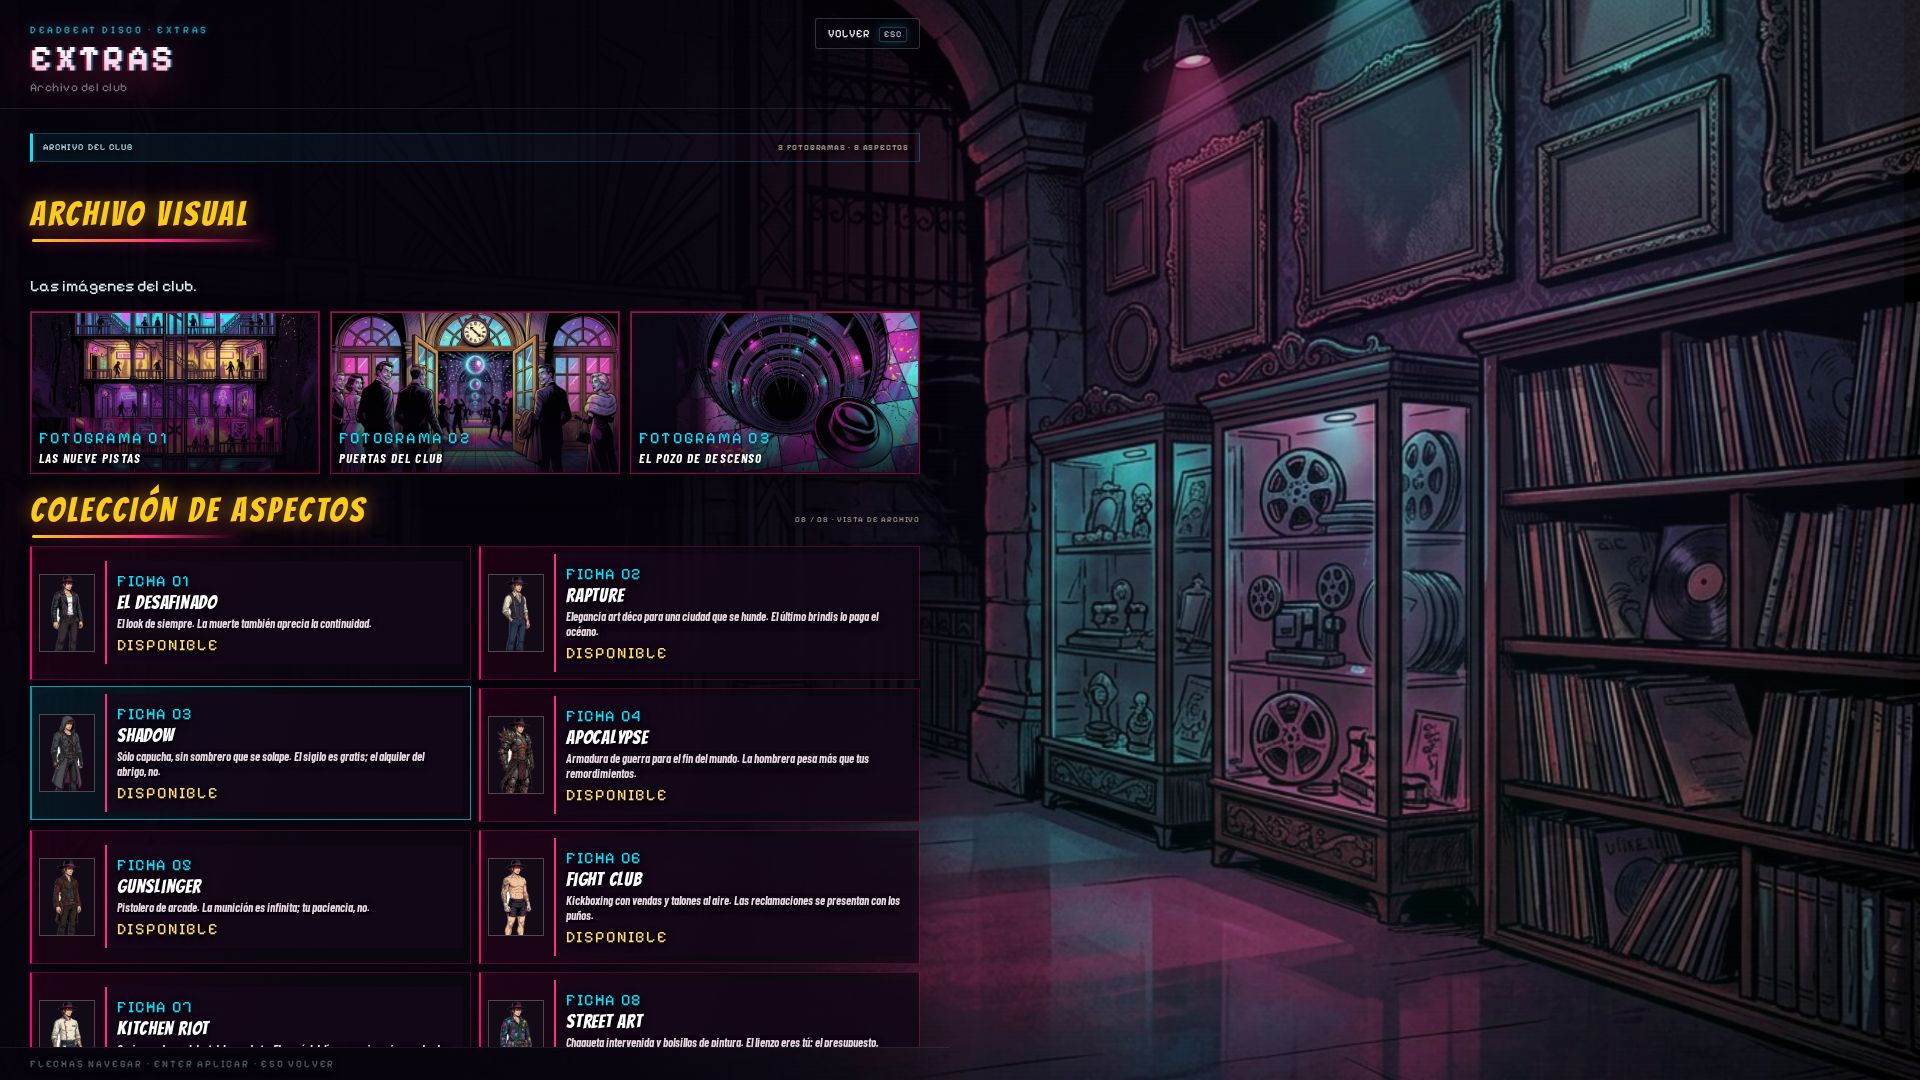 DEADBEAT DISCO · EXTRAS
EXTRAS
Archivo del club
VOLVER ESC
ARCHIVO DEL CLUB
3 FOTOGRAMAS · 8 ASPECTOS
ARCHIVO VISUAL
Las imágenes del club.
FOTOGRAMA 01
LAS NUEVE PISTAS
FOTOGRAMA 02
PUERTAS DEL CLUB
FOTOGRAMA 03
EL POZO DE DESCENSO
COLECCIÓN DE ASPECTOS
08 / 08 · VISTA DE ARCHIVO
FICHA 01
EL DESAFINADO
El look de siempre. La muerte también aprecia la continuidad.
DISPONIBLE
FICHA 02
RAPTURE
Elegancia art déco para una ciudad que se hunde. El último brindis lo paga el
océano.
DISPONIBLE
FICHA 03
SHADOW
Sólo capucha, sin sombrero que se solape. El sigilo es gratis; el alquiler del
abrigo, no.
DISPONIBLE
FICHA 04
APOCALYPSE
Armadura de guerra para el fin del mundo. La hombrera pesa más que tus
remordimientos.
DISPONIBLE
FICHA 05
GUNSLINGER
Pistolero de arcade. La munición es infinita; tu paciencia, no.
DISPONIBLE
FICHA 06
FIGHT CLUB
Kickboxing con vendas y talones al aire. Las reclamaciones se presentan con los
puños.
DISPONIBLE
FICHA 07
KITCHEN RIOT
FICHA 08
STREET ART
Chaqueta intervenida y bolsillos de pintura. El lienzo eres tú; el presupuesto,
FLECHAS NAVEGAR · ENTER APLICAR · ESC VOLVER